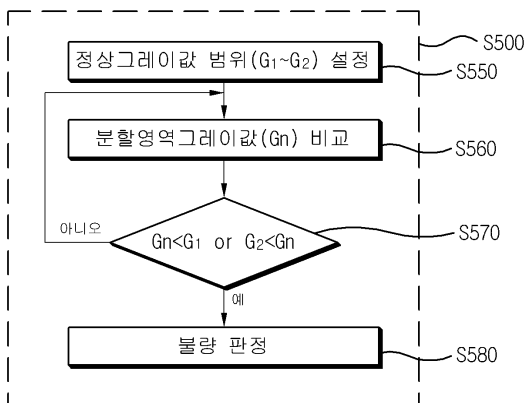 S500
정상그레이값 범위(G₁~G₂) 설정
S550
분할영역그레이값(Gn) 비교
S560
아니오
Gn<G₁ or G₂<Gn
S570
예
불량 판정
S580